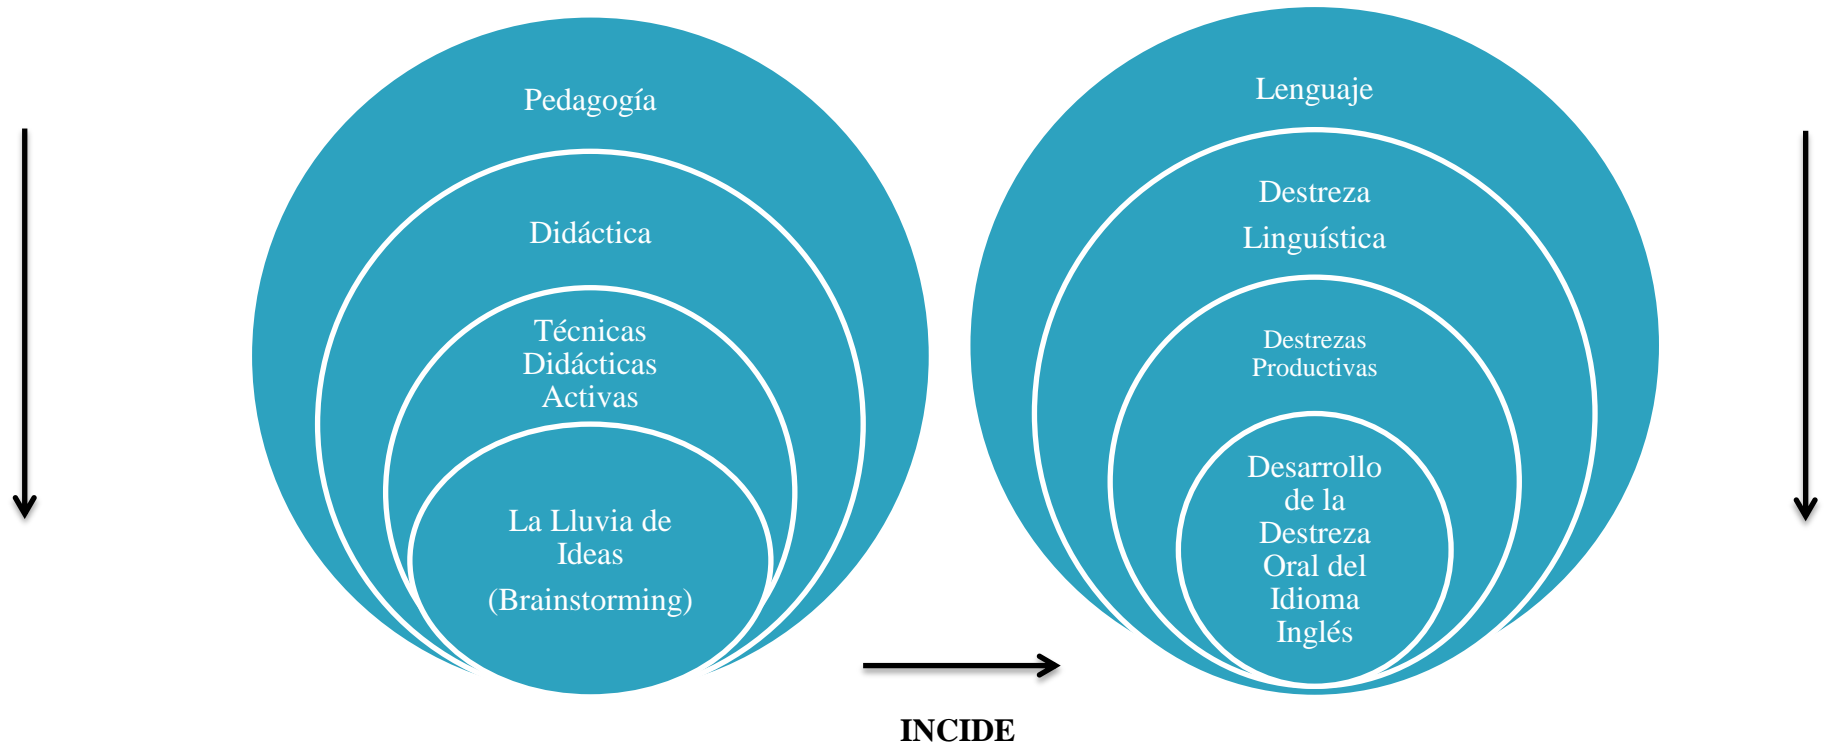 Pedagogía
Didáctica
Técnicas
Didácticas
Activas
La Lluvia de
Ideas
(Brainstorming)
Lenguaje
Destreza
Linguística
Destrezas
Productivas
Desarrollo
de la
Destreza
Oral del
Idioma
Inglés
INCIDE